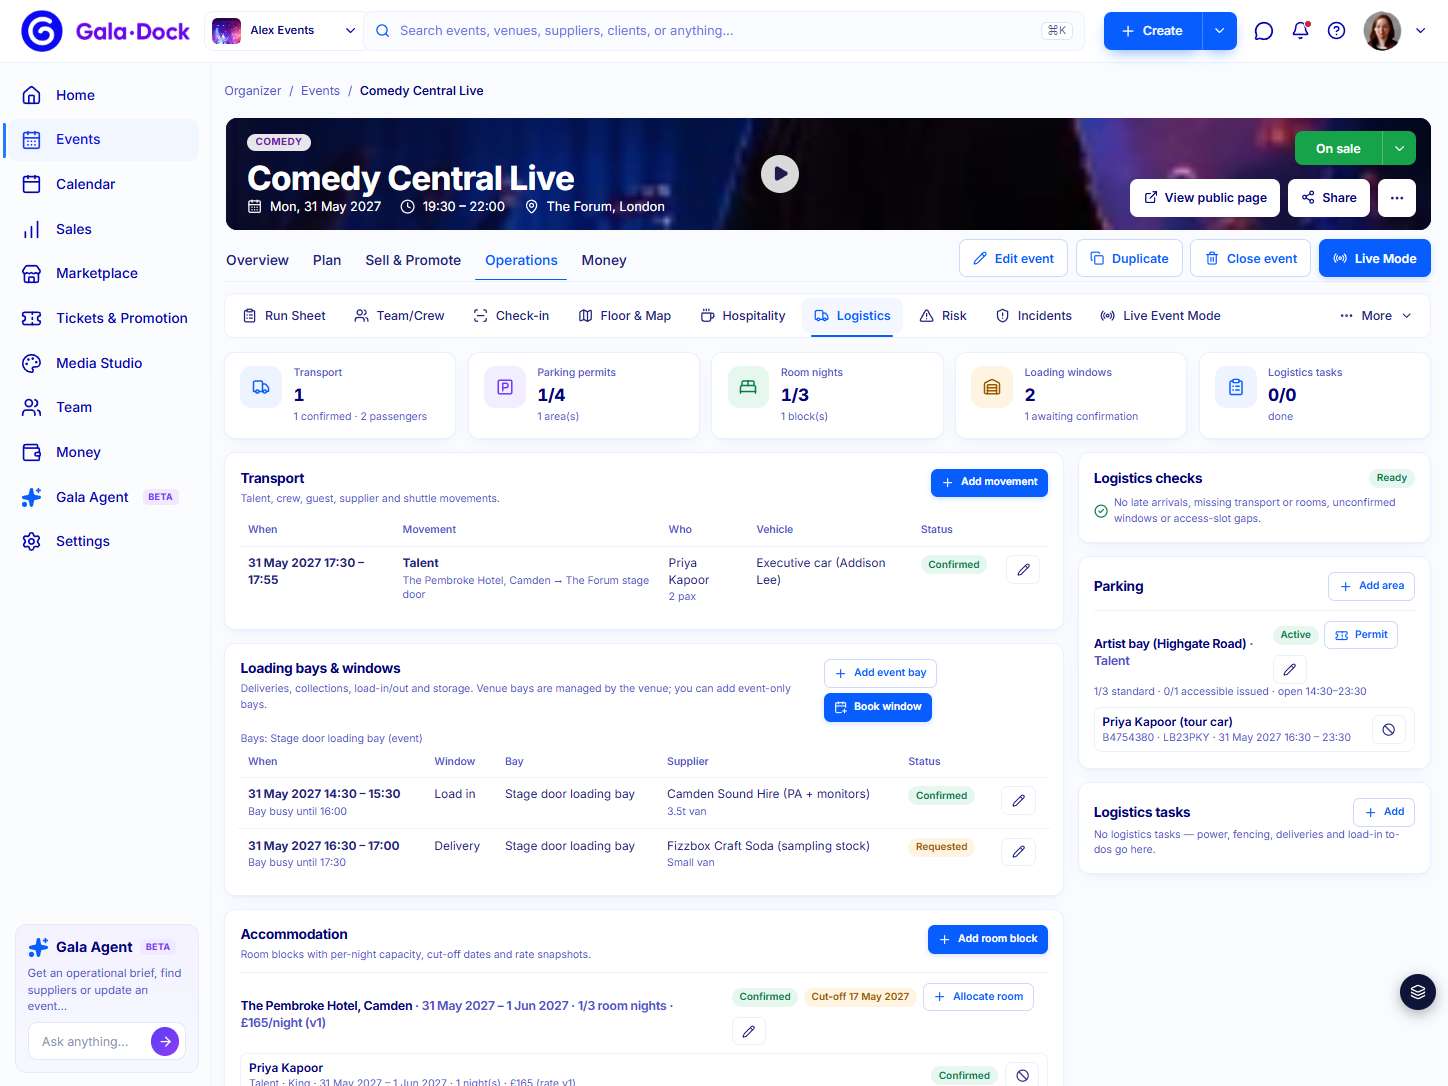 Gala·Dock
Alex Events
Search events, venues, suppliers, clients, or anything...
⌘K
Create
Home
Events
Calendar
Sales
Marketplace
Tickets & Promotion
Media Studio
Team
Money
Gala Agent BETA
Settings
Gala Agent BETA
Get an operational brief, find
suppliers or update an
event...
Ask anything...
Organizer / Events / Comedy Central Live
COMEDY
Comedy Central Live
Mon, 31 May 2027 19:30 – 22:00 The Forum, London
On sale
View public page
Share
Overview Plan Sell & Promote Operations Money
Edit event
Duplicate
Close event
Live Mode
Run Sheet Team/Crew Check-in Floor & Map Hospitality Logistics Risk Incidents Live Event Mode More
Transport
1
1 confirmed · 2 passengers
Parking permits
1/4
1 area(s)
Room nights
1/3
1 block(s)
Loading windows
2
1 awaiting confirmation
Logistics tasks
0/0
done
Transport
Talent, crew, guest, supplier and shuttle movements.
Add movement
When Movement Who Vehicle Status
31 May 2027 17:30 –
17:55
Talent
The Pembroke Hotel, Camden → The Forum stage
door
Priya
Kapoor
2 pax
Executive car (Addison
Lee)
Confirmed
Loading bays & windows
Deliveries, collections, load-in/out and storage. Venue bays are managed by the venue; you can add event-only
bays.
Add event bay
Book window
Bays: Stage door loading bay (event)
When Window Bay Supplier Status
31 May 2027 14:30 – 15:30
Bay busy until 16:00
Load in
Stage door loading bay
Camden Sound Hire (PA + monitors)
3.5t van
Confirmed
31 May 2027 16:30 – 17:00
Bay busy until 17:30
Delivery
Stage door loading bay
Fizzbox Craft Soda (sampling stock)
Small van
Requested
Accommodation
Room blocks with per-night capacity, cut-off dates and rate snapshots.
Add room block
The Pembroke Hotel, Camden · 31 May 2027 – 1 Jun 2027 · 1/3 room nights ·
£165/night (v1)
Confirmed
Cut-off 17 May 2027
Allocate room
Priya Kapoor
Talent · King · 31 May 2027 – 1 Jun 2027 · 1 night(s) · £165 (rate v1)
Confirmed
Logistics checks
Ready
No late arrivals, missing transport or rooms, unconfirmed
windows or access-slot gaps.
Parking
Add area
Artist bay (Highgate Road) ·
Talent
Active
Permit
1/3 standard · 0/1 accessible issued · open 14:30–23:30
Priya Kapoor (tour car)
B4754380 · LB23PKY · 31 May 2027 16:30 – 23:30
Logistics tasks
Add
No logistics tasks — power, fencing, deliveries and load-in to-
dos go here.